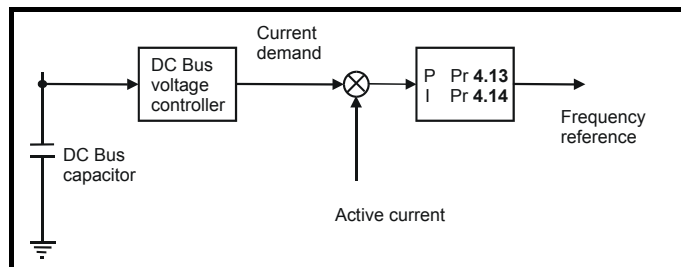 Current
demand
DC Bus
voltage
controller
P Pr 4.13
I Pr 4.14
Frequency
reference
DC Bus
capacitor
Active current